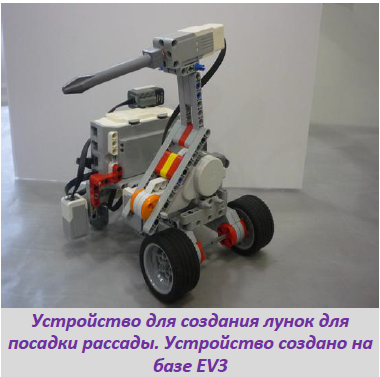 Устройство для создания лунок для
посадки рассады. Устройство создано на
базе EV3